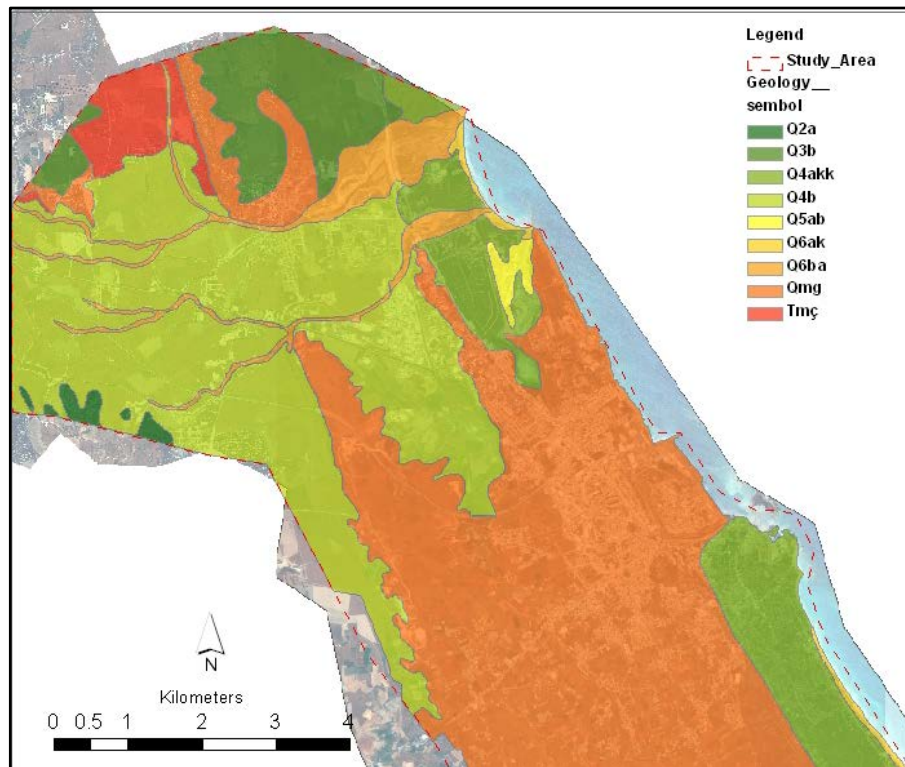 Legend
Study_Area
Geology__
sembol
Q2a
Q3b
Q4akk
Q4b
Q5ab
Q6ak
Q6ba
Qmg
Tmç
N
Kilometers
0 0.5 1 2 3 4